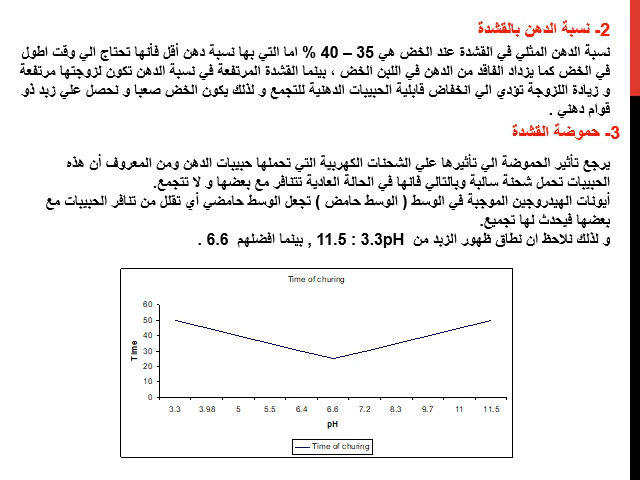 2- نسبة الدهن بالقشدة
نسبة الدهن المثلي في القشدة عند الخض هي 35 – 40 % اما التي بها نسبة دهن أقل فأنها تحتاج الي وقت اطول
في الخض كما يزداد الفاقد من الدهن في اللبن الخض ، بينما القشدة المرتفعة في نسبة الدهن تكون لزوجتها مرتفعة
و زيادة اللزوجة تؤدي الي انخفاض قابلية الحبيبات الدهنية للتجمع و لذلك يكون الخض صعبا و نحصل علي زبد ذو
قوام دهني .
3- حموضة القشدة
يرجع تأثير الحموضة الي تأثيرها علي الشحنات الكهربية التي تحملها حبيبات الدهن ومن المعروف أن هذه
الحبيبات تحمل شحنة سالبة وبالتالي فانها في الحالة العادية تتنافر مع بعضها و لا تتجمع.
أيونات الهيدروجين الموجبة في الوسط ( الوسط حامض ) تجعل الوسط حامضي أي تقلل من تنافر الحبيبات مع
بعضها فيحدث لها تجميع.
و لذلك نلاحظ ان نطاق ظهور الزبد من 3.3pH : 11.5 , بينما افضلهم 6.6 .
Time of churing
60
50
40
30
20
10
0
Time
3.3 3.98 5 5.5 6.4 6.6 7.2 8.3 9.7 11 11.5
pH
Time of churing